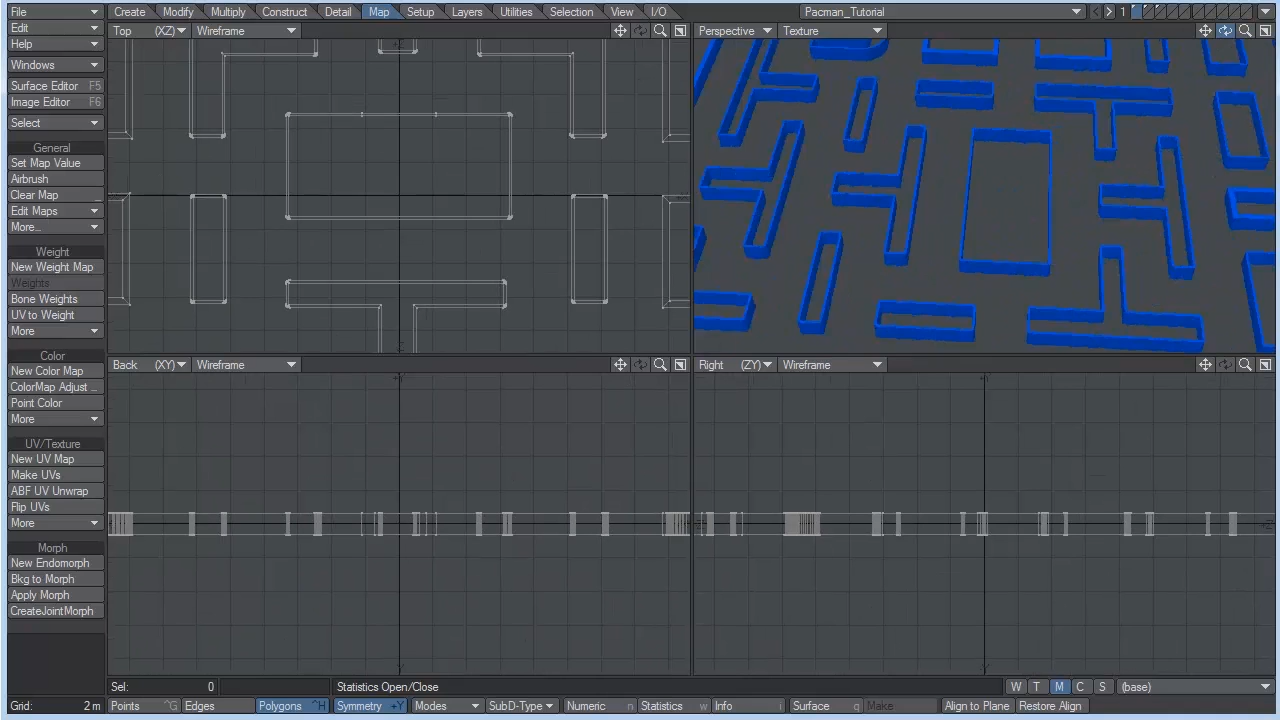 File Create Modify Multiply Construct Detail Map Setup Layers Utilities Selection View I/O Pacman_Tutorial < > 1
Edit Top (XZ) Wireframe Perspective Texture
Help
Windows
Surface Editor F5
Image Editor F6
Select
General
Set Map Value
Airbrush
Clear Map ...
Edit Maps
More...
Weight
New Weight Map
Weights
Bone Weights
UV to Weight
More
Color
Back (XY) Wireframe Right (ZY) Wireframe
New Color Map
ColorMap Adjust ...
Point Color
More
UV/Texture
New UV Map
Make UVs
ABF UV Unwrap
Flip UVs
More
Morph
New Endomorph
Bkg to Morph
Apply Morph
CreateJointMorph
Sel: 0 Statistics Open/Close W T M C S (base)
Grid: 2 m Points ^G Edges Polygons ^H Symmetry +Y Modes SubD-Type Numeric n Statistics w Info i Surface q Make Align to Plane Restore Align